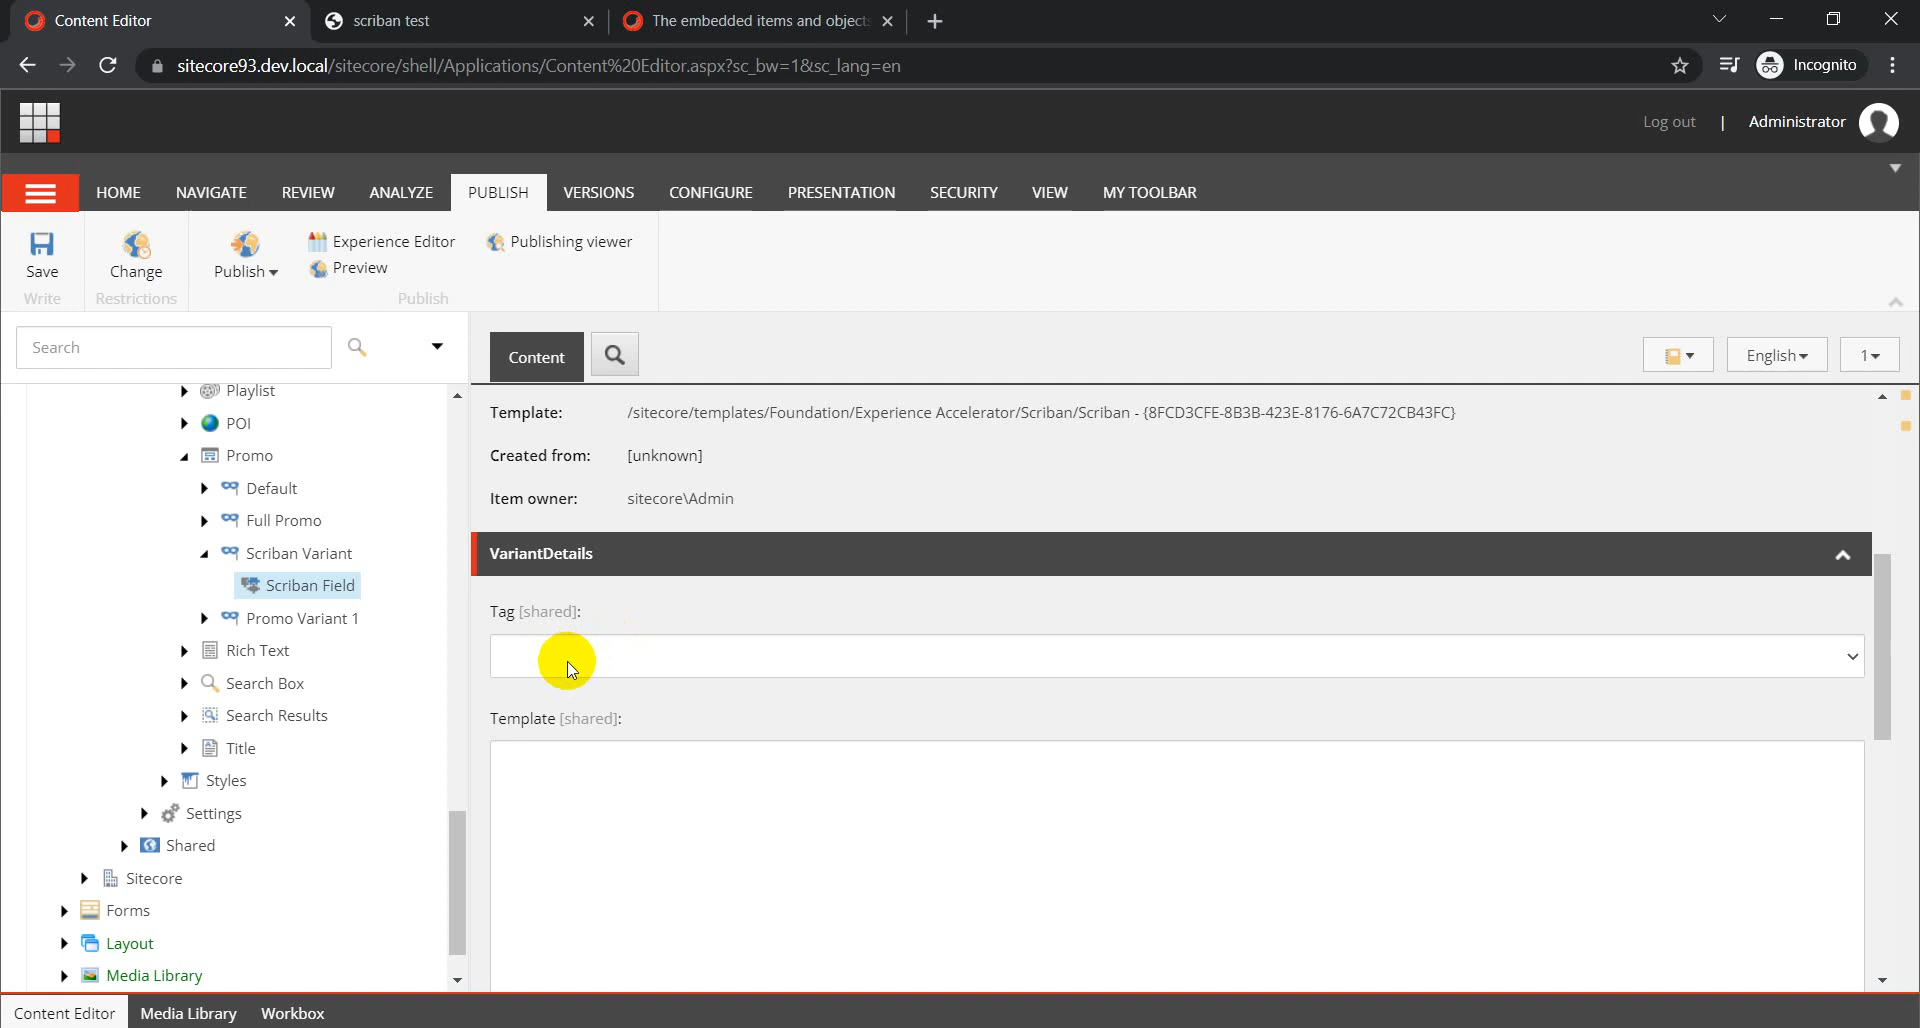 Content Editor
scriban test
The embedded items and object
sitecore93.dev.local/sitecore/shell/Applications/Content%20Editor.aspx?sc_bw=1&sc_lang=en
Incognito
Log out | Administrator
HOME NAVIGATE REVIEW ANALYZE PUBLISH VERSIONS CONFIGURE PRESENTATION SECURITY VIEW MY TOOLBAR
Save
Write
Change
Restrictions
Publish
Experience Editor
Preview
Publishing viewer
Publish
Search
Content
English
1
Playlist
POI
Promo
Default
Full Promo
Scriban Variant
Scriban Field
Promo Variant 1
Rich Text
Search Box
Search Results
Title
Styles
Settings
Shared
Sitecore
Forms
Layout
Media Library
Template: /sitecore/templates/Foundation/Experience Accelerator/Scriban/Scriban - {8FCD3CFE-8B3B-423E-8176-6A7C72CB43FC}
Created from: [unknown]
Item owner: sitecore\Admin
VariantDetails
Tag [shared]:
Template [shared]:
Content Editor Media Library Workbox